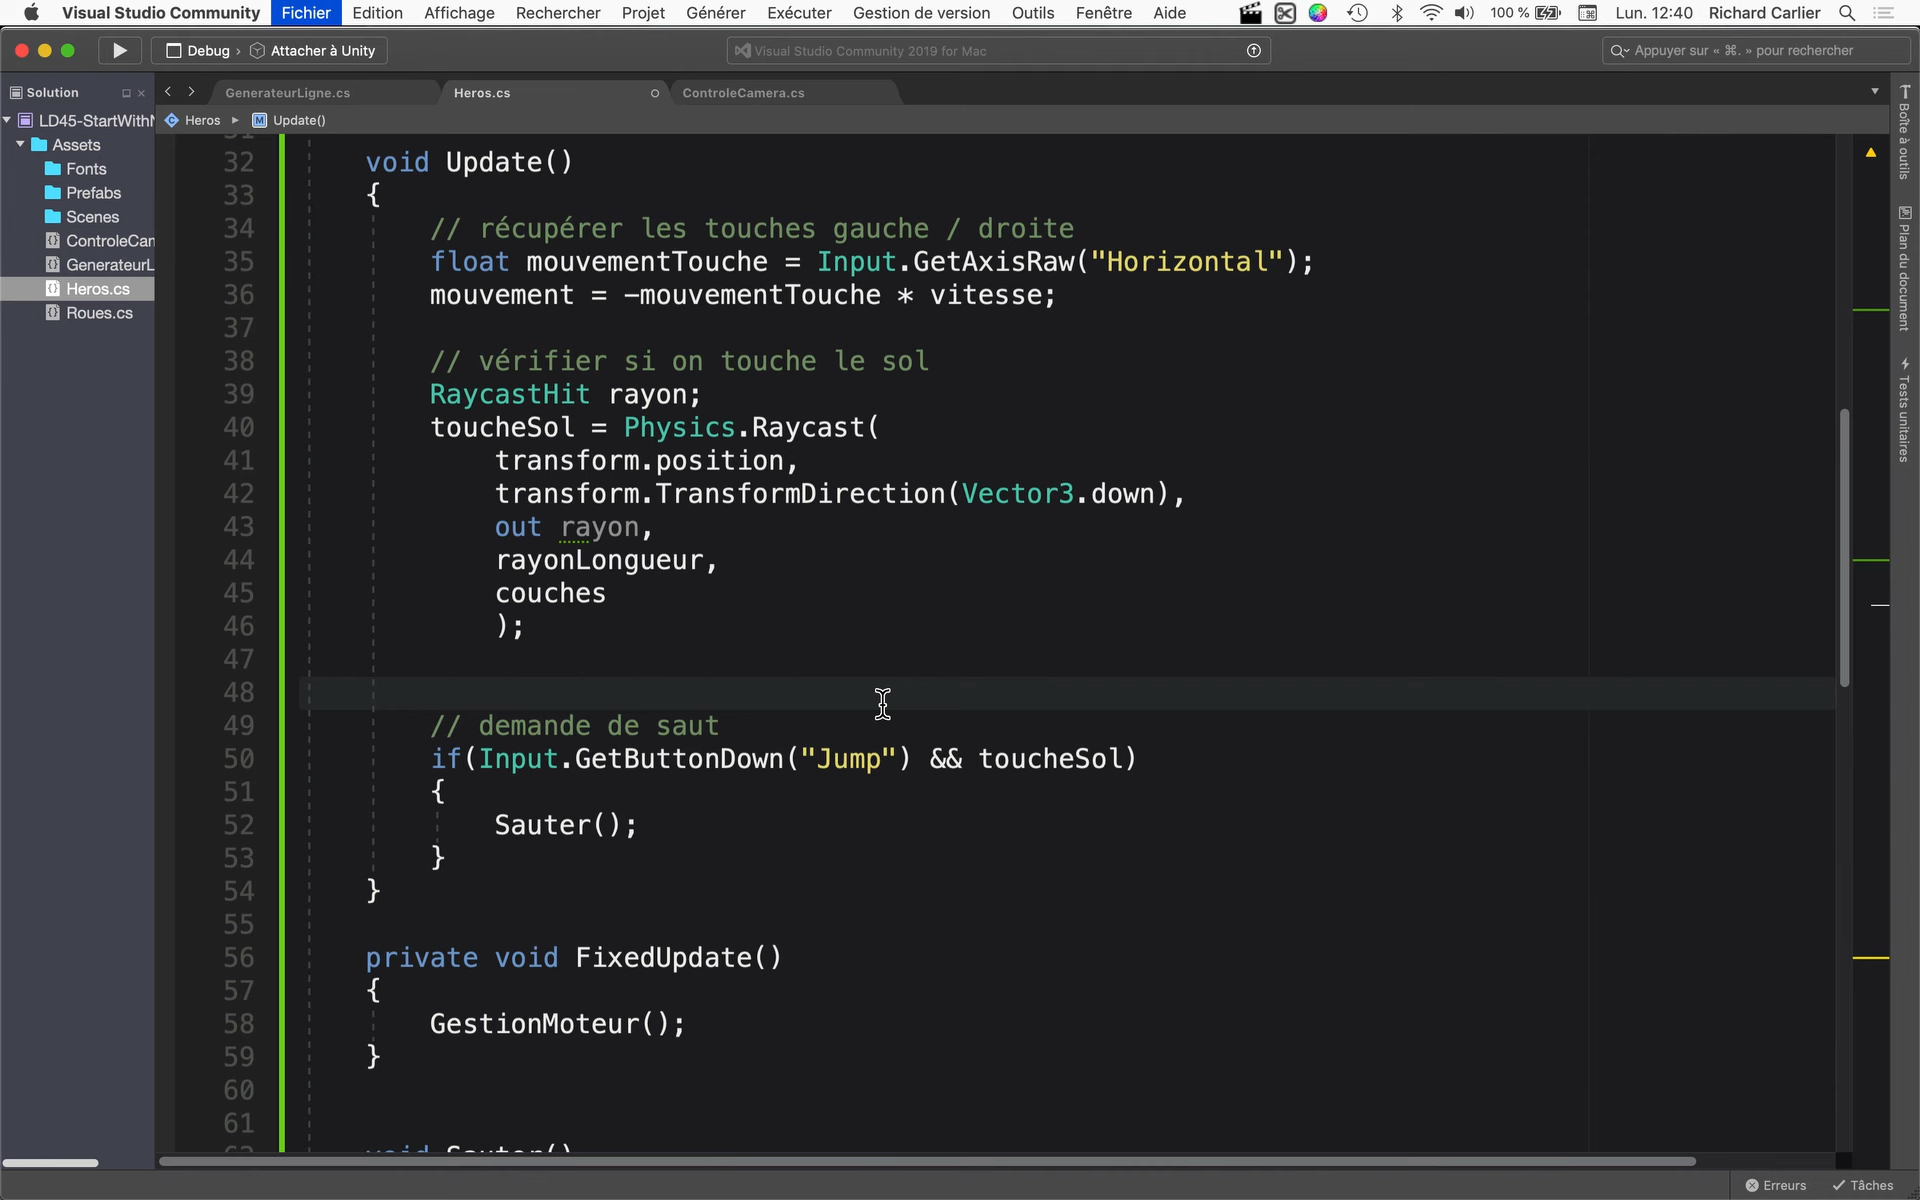 Visual Studio Community Fichier Edition Affichage Rechercher Projet Générer Exécuter Gestion de version Outils Fenêtre Aide 100 % Lun. 12:40 Richard Carlier
Debug › Attacher à Unity
Visual Studio Community 2019 for Mac
Appuyer sur « ⌘. » pour rechercher
Solution
GenerateurLigne.cs
Heros.cs
ControleCamera.cs
Heros ▸ Update()
LD45-StartWithN
Assets
Fonts
Prefabs
Scenes
ControleCam
GenerateurL
Heros.cs
Roues.cs
32 void Update()
33 {
34 // récupérer les touches gauche / droite
35 float mouvementTouche = Input.GetAxisRaw("Horizontal");
36 mouvement = -mouvementTouche * vitesse;
37
38 // vérifier si on touche le sol
39 RaycastHit rayon;
40 toucheSol = Physics.Raycast(
41 transform.position,
42 transform.TransformDirection(Vector3.down),
43 out rayon,
44 rayonLongueur,
45 couches
46 );
47
48
49 // demande de saut
50 if(Input.GetButtonDown("Jump") && toucheSol)
51 {
52 Sauter();
53 }
54 }
55
56 private void FixedUpdate()
57 {
58 GestionMoteur();
59 }
60
61
void Sauter()
Boîte à outils
Plan du document
Tests unitaires
Erreurs
Tâches